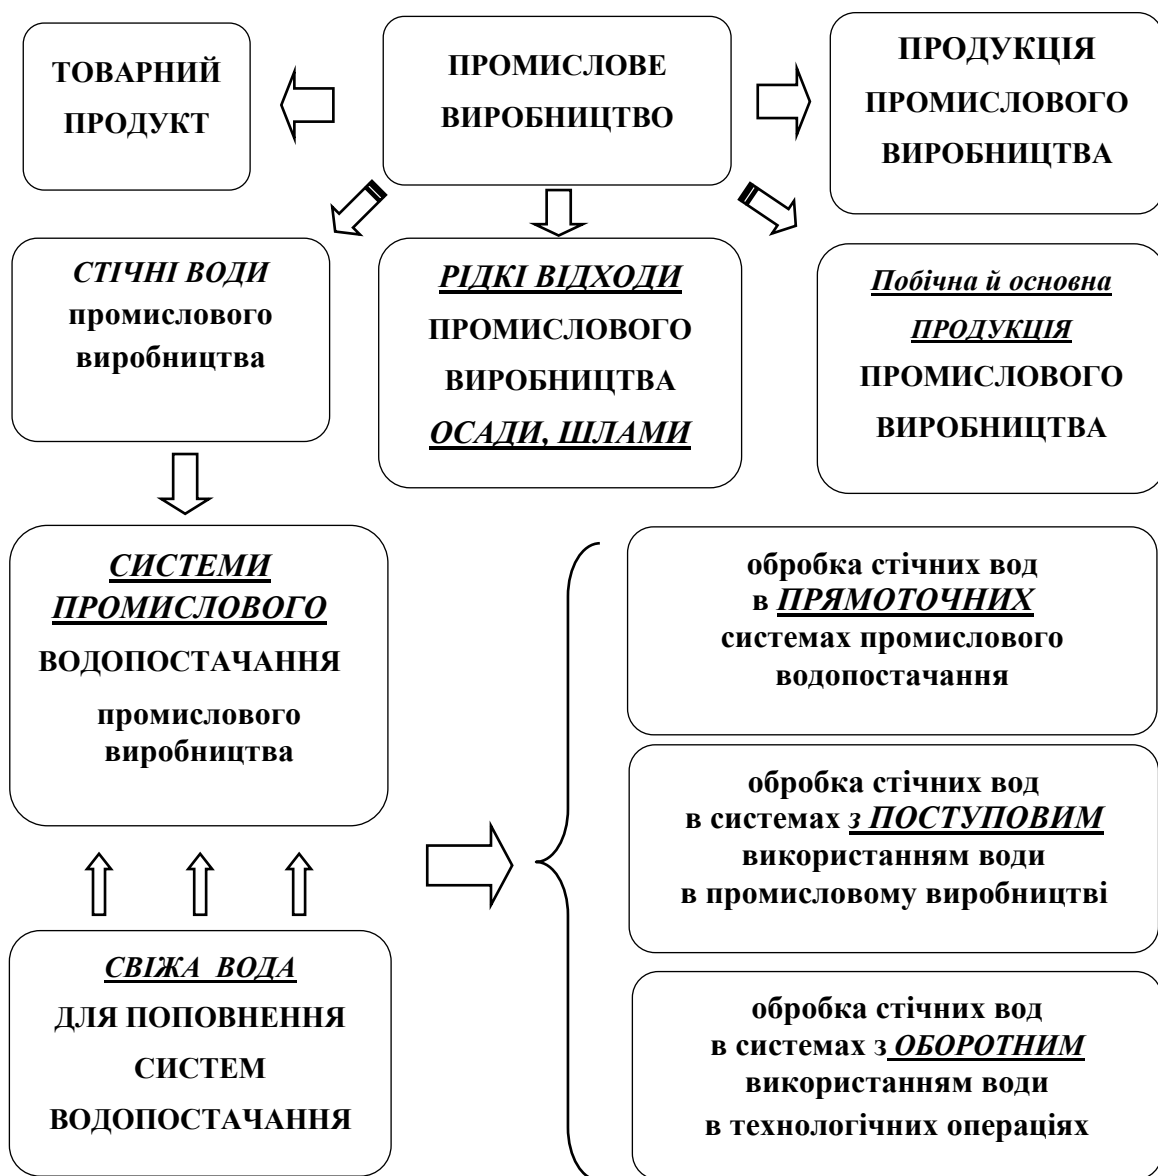 ТОВАРНИЙ
ПРОДУКТ
ПРОМИСЛОВЕ
ВИРОБНИЦТВО
ПРОДУКЦІЯ
ПРОМИСЛОВОГО
ВИРОБНИЦТВА
СТІЧНІ ВОДИ
промислового
виробництва
РІДКІ ВІДХОДИ
ПРОМИСЛОВОГО
ВИРОБНИЦТВА
ОСАДИ, ШЛАМИ
Побічна й основна
ПРОДУКЦІЯ
ПРОМИСЛОВОГО
ВИРОБНИЦТВА
СИСТЕМИ
ПРОМИСЛОВОГО
ВОДОПОСТАЧАННЯ
промислового
виробництва
СВІЖА ВОДА
ДЛЯ ПОПОВНЕННЯ
СИСТЕМ
ВОДОПОСТАЧАННЯ
обробка стічних вод
в ПРЯМОТОЧНИХ
системах промислового
водопостачання
обробка стічних вод
в системах з ПОСТУПОВИМ
використанням води
в промисловому виробництві
обробка стічних вод
в системах з ОБОРОТНИМ
використанням води
в технологічних операціях